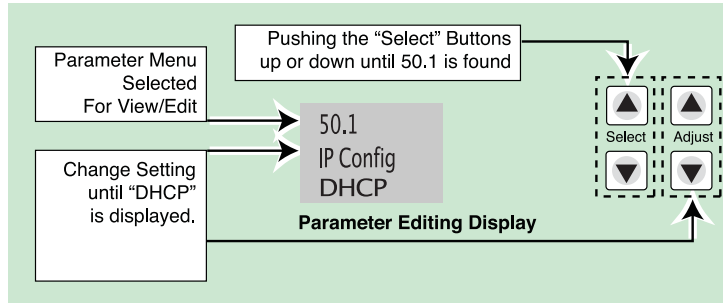 Pushing the “Select” Buttons
up or down until 50.1 is found
Parameter Menu
Selected
For View/Edit
50.1
IP Config
DHCP
Select
Adjust
Change Setting
until “DHCP”
is displayed.
Parameter Editing Display